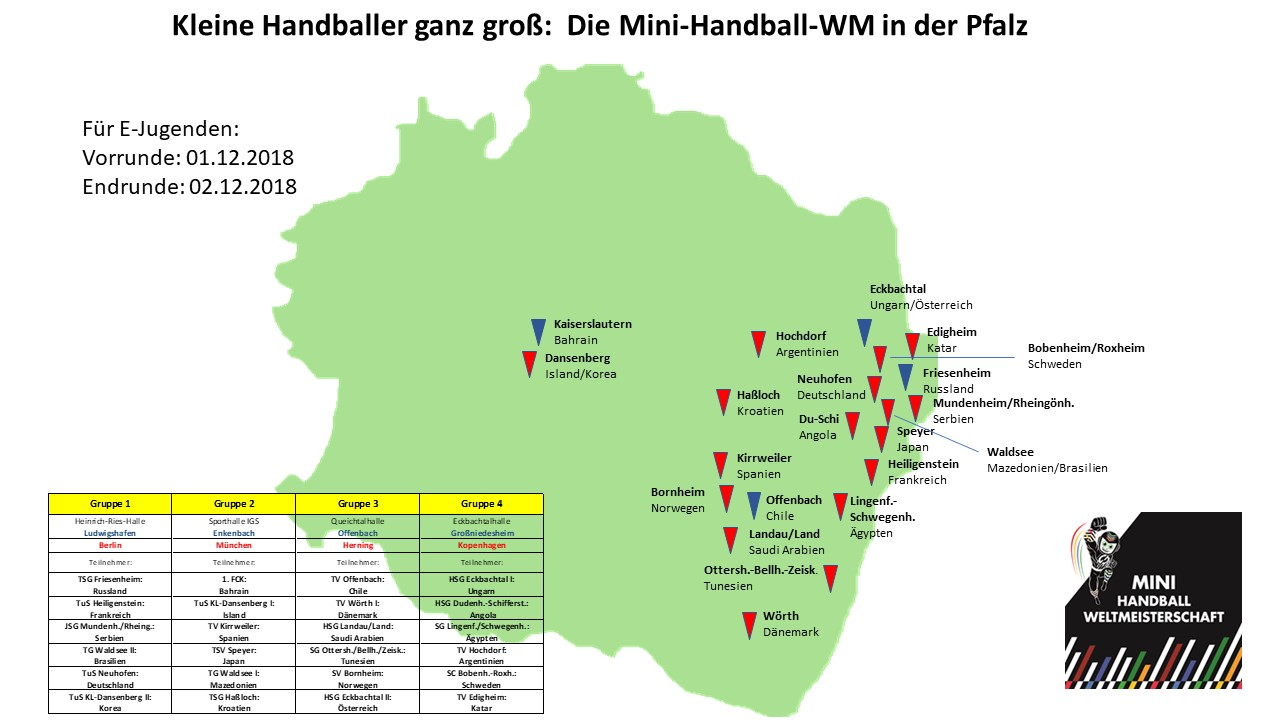 Kleine Handballer ganz groß:  Die Mini-Handball-WM in der Pfalz
Für E-Jugenden:
Vorrunde: 01.12.2018
Endrunde: 02.12.2018
Eckbachtal
Ungarn/Österreich
Kaiserslautern
Bahrain
Dansenberg
Island/Korea
Hochdorf
Argentinien
Edigheim
Katar
Bobenheim/Roxheim
Schweden
Neuhofen
Deutschland
Friesenheim
Russland
Haßloch
Kroatien
Mundenheim/Rheingönh.
Serbien
Du-Schi
Angola
Speyer
Japan
Waldsee
Mazedonien/Brasilien
Kirrweiler
Spanien
Heiligenstein
Frankreich
Bornheim
Norwegen
Offenbach
Chile
Lingenf.-
Schwegenh.
Ägypten
Landau/Land
Saudi Arabien
Ottersh.-Bellh.-Zeisk.
Tunesien
Wörth
Dänemark
Gruppe 1 Gruppe 2 Gruppe 3 Gruppe 4
Heinrich-Ries-Halle Sporthalle IGS Queichtalhalle Eckbachtalhalle
Ludwigshafen Enkenbach Offenbach Großniedesheim
Berlin München Herning Kopenhagen
Teilnehmer: Teilnehmer: Teilnehmer: Teilnehmer:
TSG Friesenheim: 1. FCK: TV Offenbach: HSG Eckbachtal I:
Russland Bahrain Chile Ungarn
TuS Heiligenstein: TuS KL-Dansenberg I: TV Wörth I: HSG Dudenh.-Schifferst.:
Frankreich Island Dänemark Angola
JSG Mundenh./Rheing.: TV Kirrweiler: HSG Landau/Land: SG Lingenf./Schwegenh.:
Serbien Spanien Saudi Arabien Ägypten
TG Waldsee II: TSV Speyer: SG Ottersh./Bellh./Zeisk.: TV Hochdorf:
Brasilien Japan Tunesien Argentinien
TuS Neuhofen: TG Waldsee I: SV Bornheim: SC Bobenh.-Roxh.:
Deutschland Mazedonien Norwegen Schweden
TuS KL-Dansenberg II: TSG Haßloch: HSG Eckbachtal II: TV Edigheim:
Korea Kroatien Österreich Katar
MINI
HANDBALL
WELTMEISTERSCHAFT